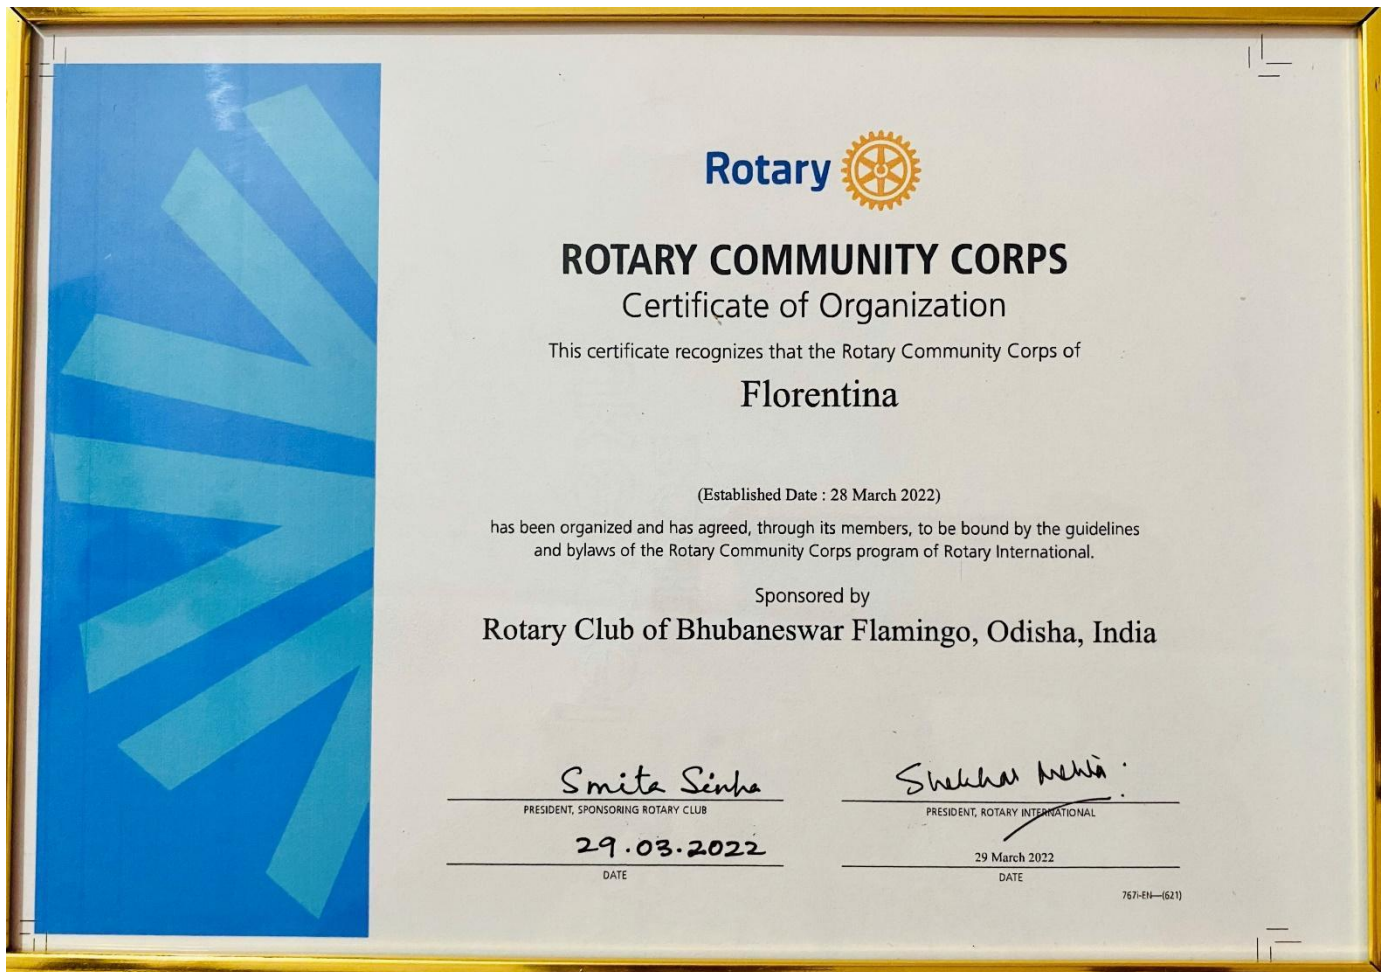 Rotary
ROTARY COMMUNITY CORPS
Certificate of Organization
This certificate recognizes that the Rotary Community Corps of
Florentina
(Established Date : 28 March 2022)
has been organized and has agreed, through its members, to be bound by the guidelines
and bylaws of the Rotary Community Corps program of Rotary International.
Sponsored by
Rotary Club of Bhubaneswar Flamingo, Odisha, India
Smita Sinha
PRESIDENT, SPONSORING ROTARY CLUB
29.03.2022
DATE
Shekhar Mehta
PRESIDENT, ROTARY INTERNATIONAL
29 March 2022
DATE
767i-EN—(621)